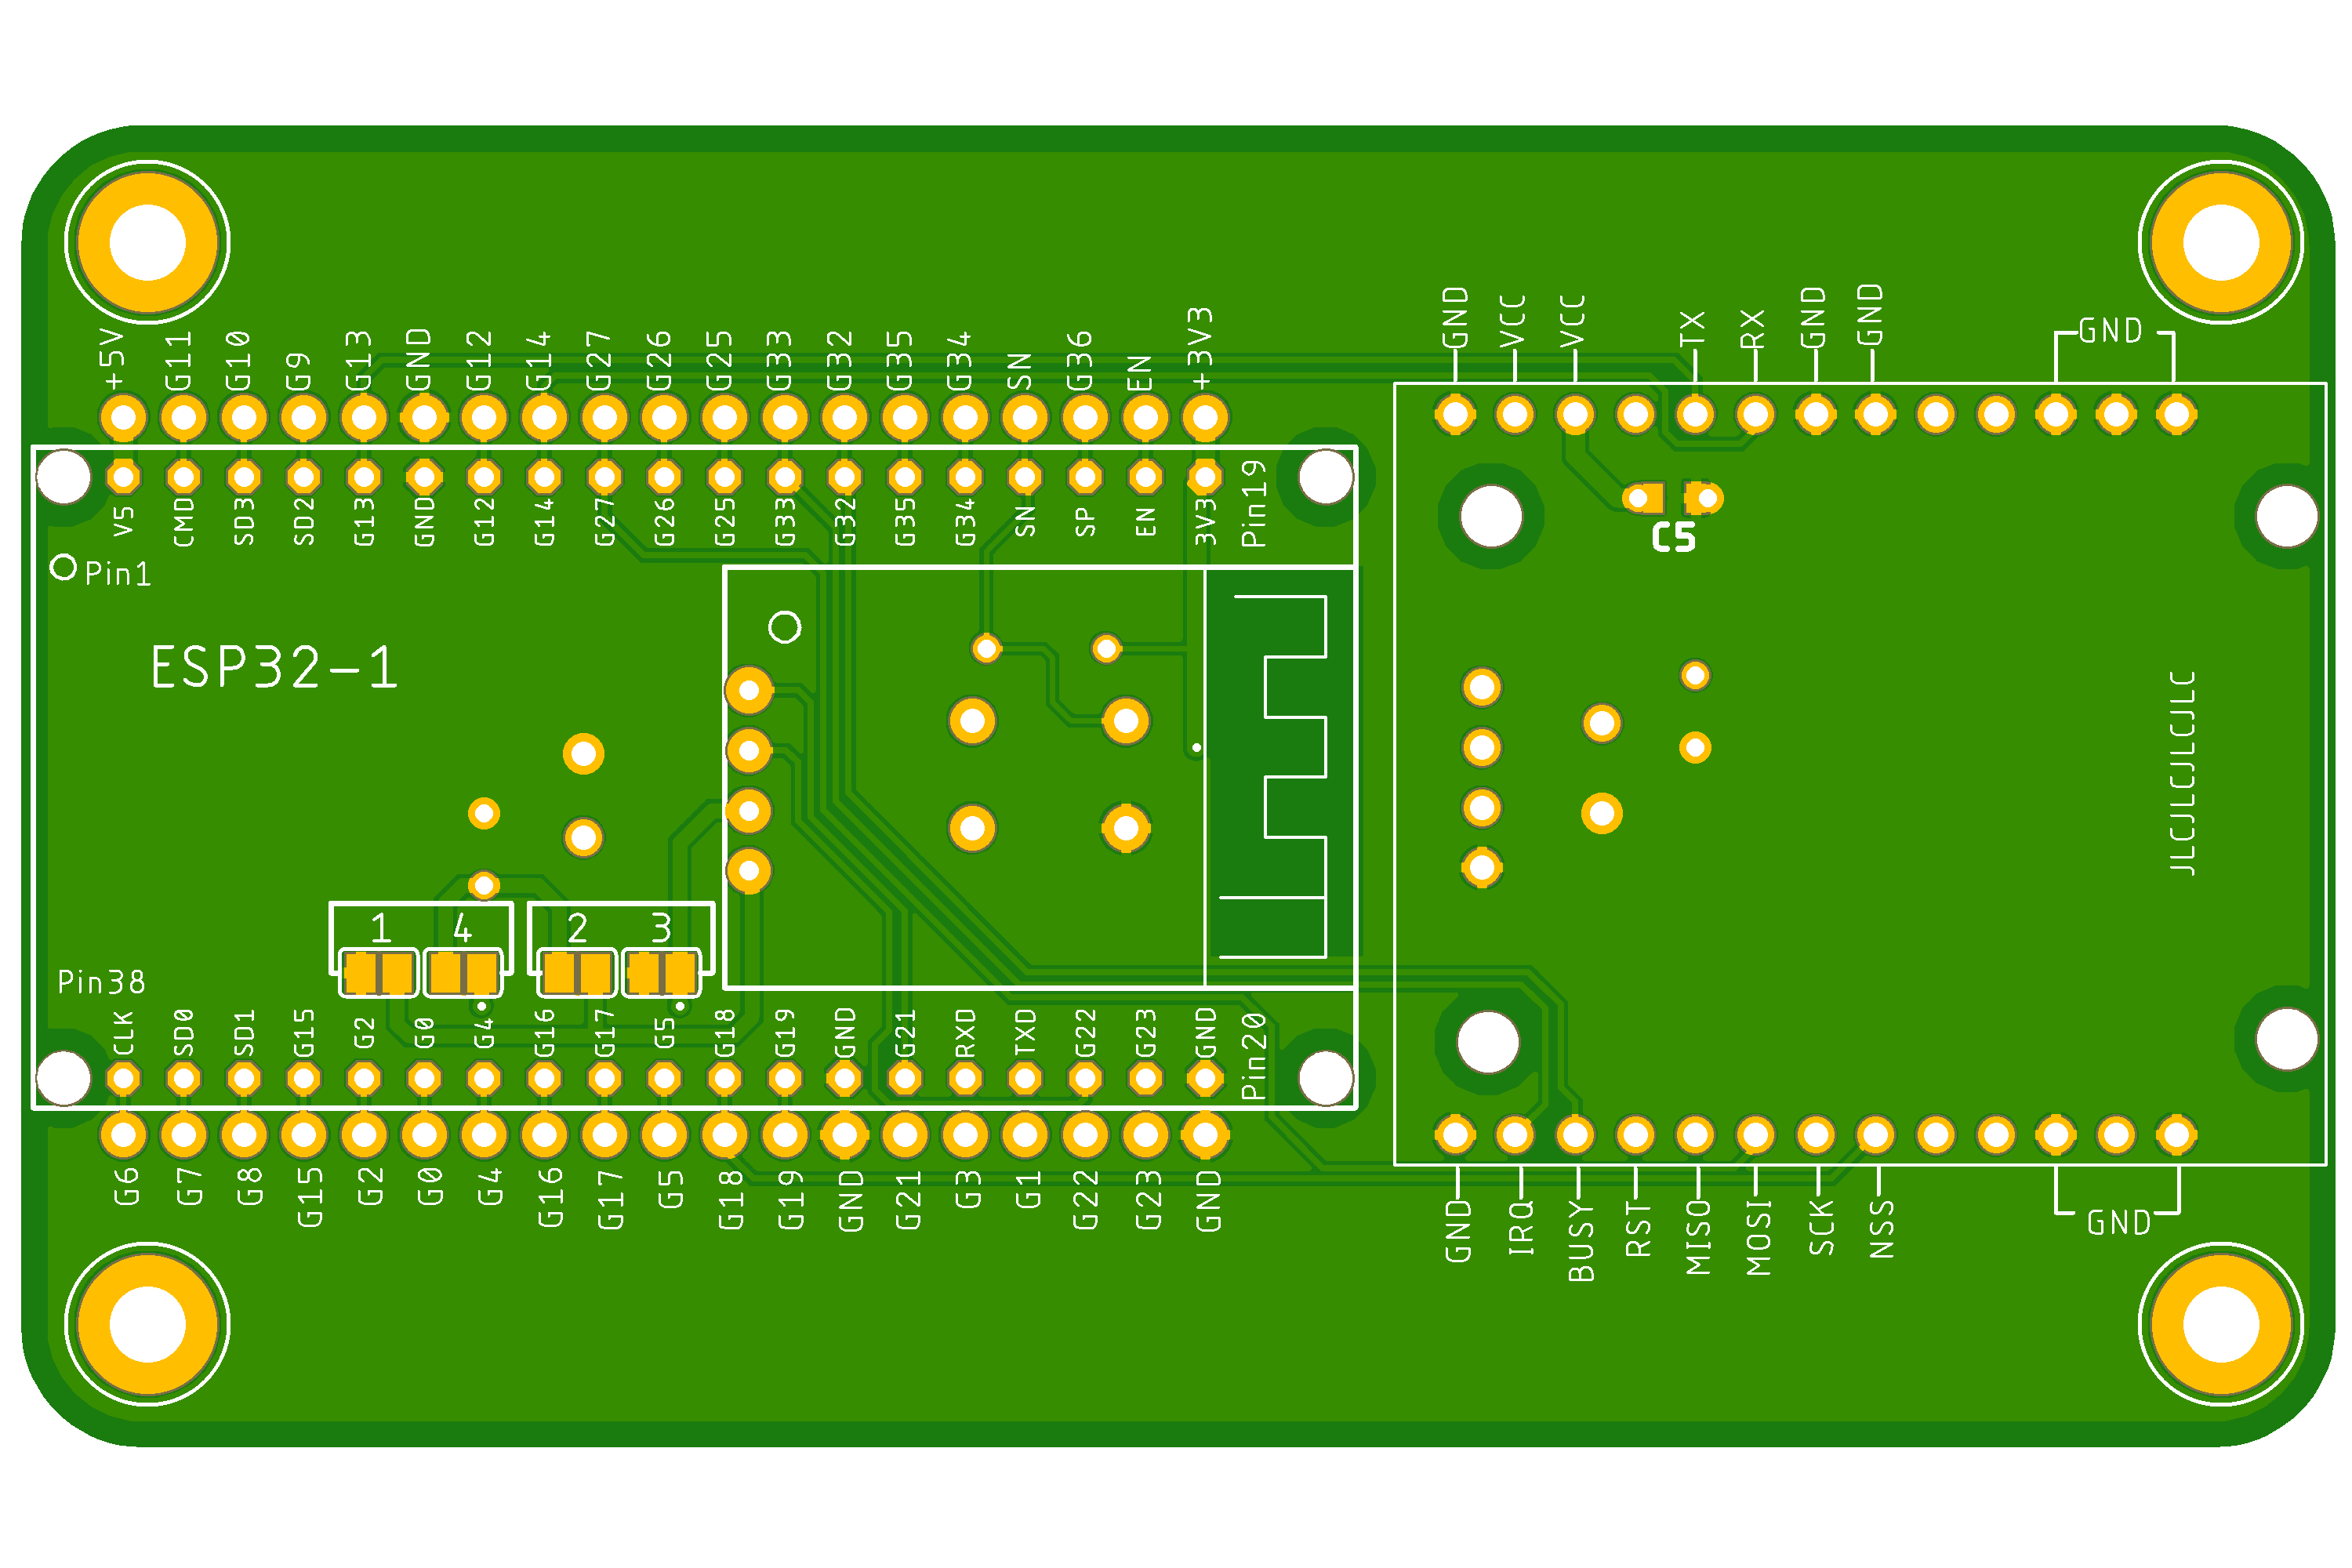 +5V
G11
G10
G9
G13
GND
G12
G14
G27
G26
G25
G33
G32
G35
G34
SN
G36
EN
+3V3
GND
VCC
VCC
TX
RX
GND
GND
GND
V5
CMD
SD3
SD2
G13
GND
G12
G14
G27
G26
G25
G33
G32
G35
G34
SN
SP
EN
3V3
Pin19
C5
Pin1
ESP32-1
JLCJLCJLCJLC
1
4
2
3
Pin38
CLK
SD0
SD1
G15
G2
G0
G4
G16
G17
G5
G18
G19
GND
G21
RXD
TXD
G22
G23
GND
Pin20
G6
G7
G8
G15
G2
G0
G4
G16
G17
G5
G18
G19
GND
G21
G3
G1
G22
G23
GND
GND
IRQ
BUSY
RST
MISO
MOSI
SCK
NSS
GND